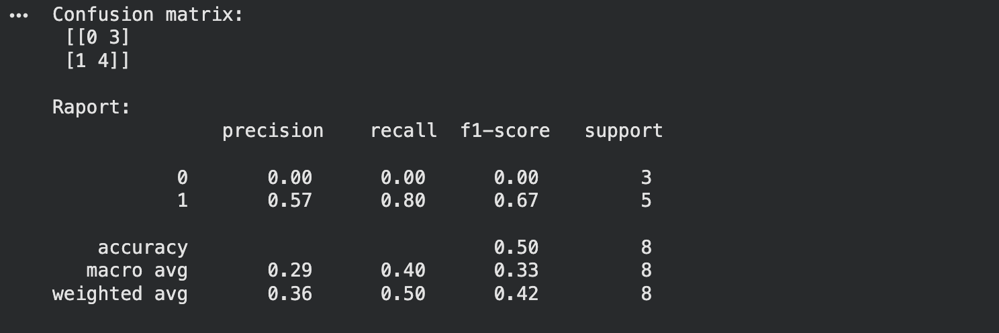 Confusion matrix:
[[0 3]
[1 4]]
Raport:
precision recall f1-score support
0 0.00 0.00 0.00 3
1 0.57 0.80 0.67 5
accuracy 0.50 8
macro avg 0.29 0.40 0.33 8
weighted avg 0.36 0.50 0.42 8